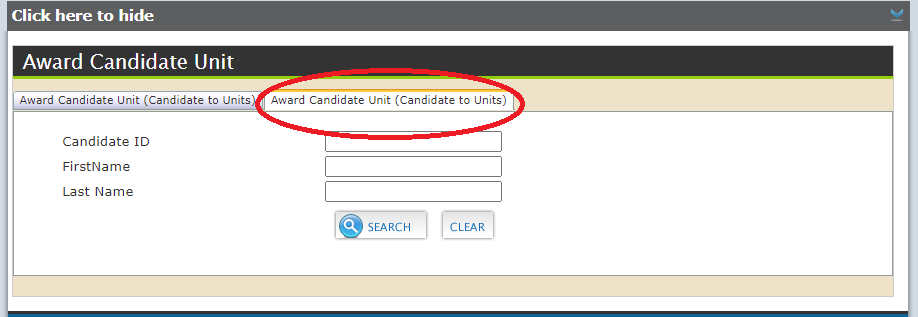 Click here to hide
Award Candidate Unit
Award Candidate Unit (Candidate to Units) Award Candidate Unit (Candidate to Units)
Candidate ID
FirstName
Last Name
SEARCH CLEAR